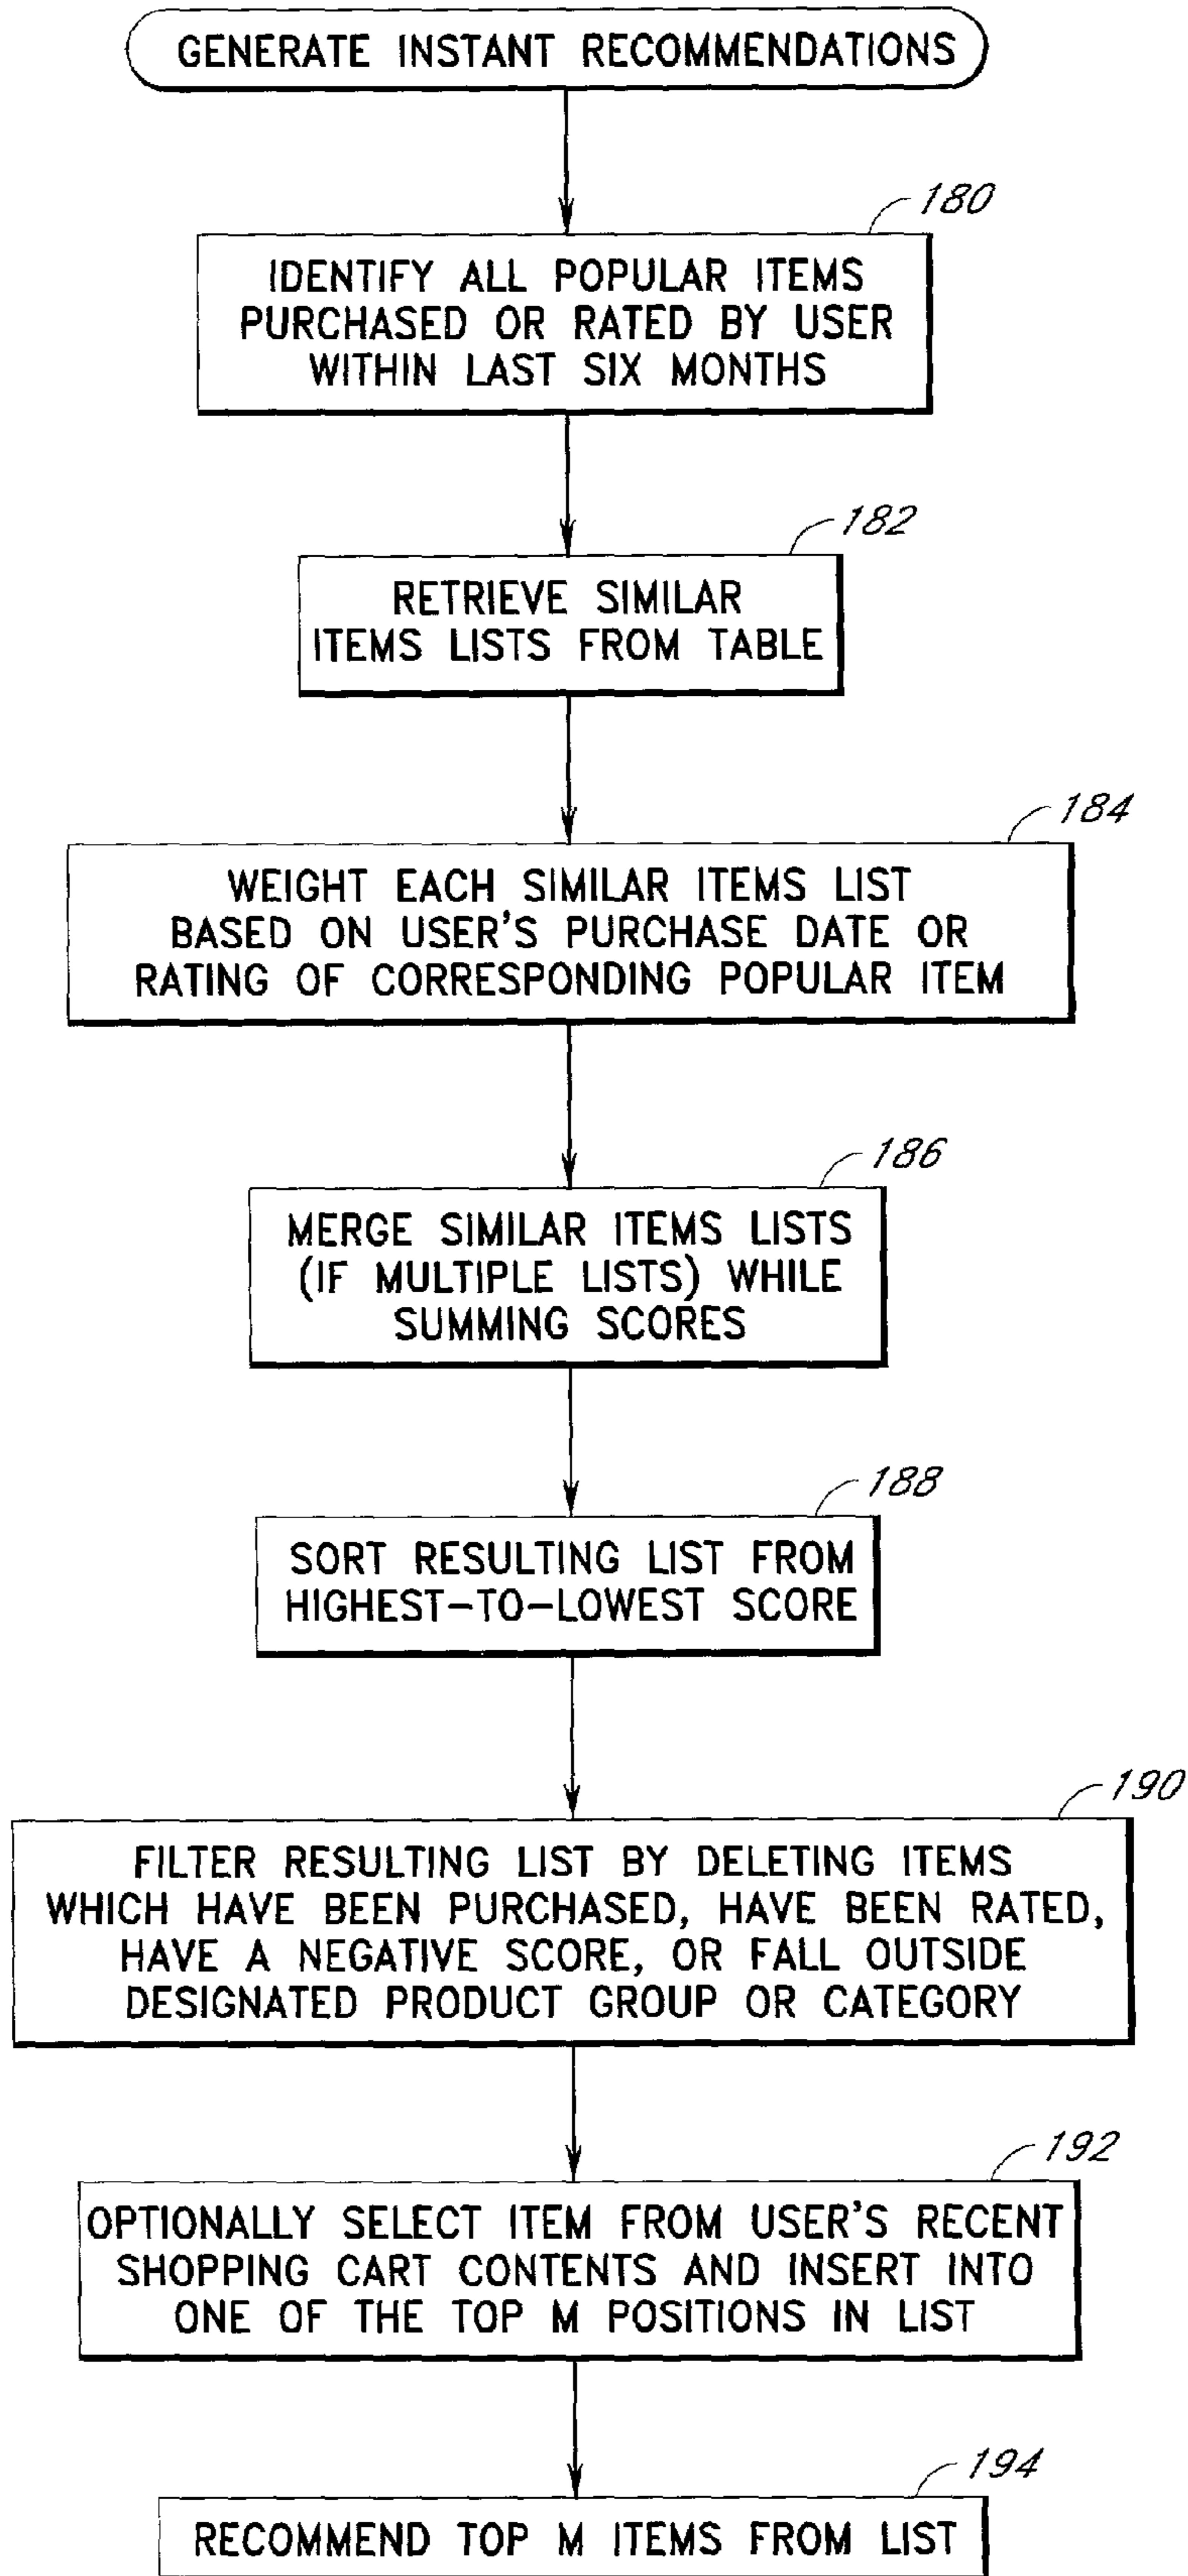 GENERATE INSTANT RECOMMENDATIONS
180
IDENTIFY ALL POPULAR ITEMS
PURCHASED OR RATED BY USER
WITHIN LAST SIX MONTHS
182
RETRIEVE SIMILAR
ITEMS LISTS FROM TABLE
184
WEIGHT EACH SIMILAR ITEMS LIST
BASED ON USER'S PURCHASE DATE OR
RATING OF CORRESPONDING POPULAR ITEM
186
MERGE SIMILAR ITEMS LISTS
(IF MULTIPLE LISTS) WHILE
SUMMING SCORES
188
SORT RESULTING LIST FROM
HIGHEST-TO-LOWEST SCORE
190
FILTER RESULTING LIST BY DELETING ITEMS
WHICH HAVE BEEN PURCHASED, HAVE BEEN RATED,
HAVE A NEGATIVE SCORE, OR FALL OUTSIDE
DESIGNATED PRODUCT GROUP OR CATEGORY
192
OPTIONALLY SELECT ITEM FROM USER'S RECENT
SHOPPING CART CONTENTS AND INSERT INTO
ONE OF THE TOP M POSITIONS IN LIST
194
RECOMMEND TOP M ITEMS FROM LIST